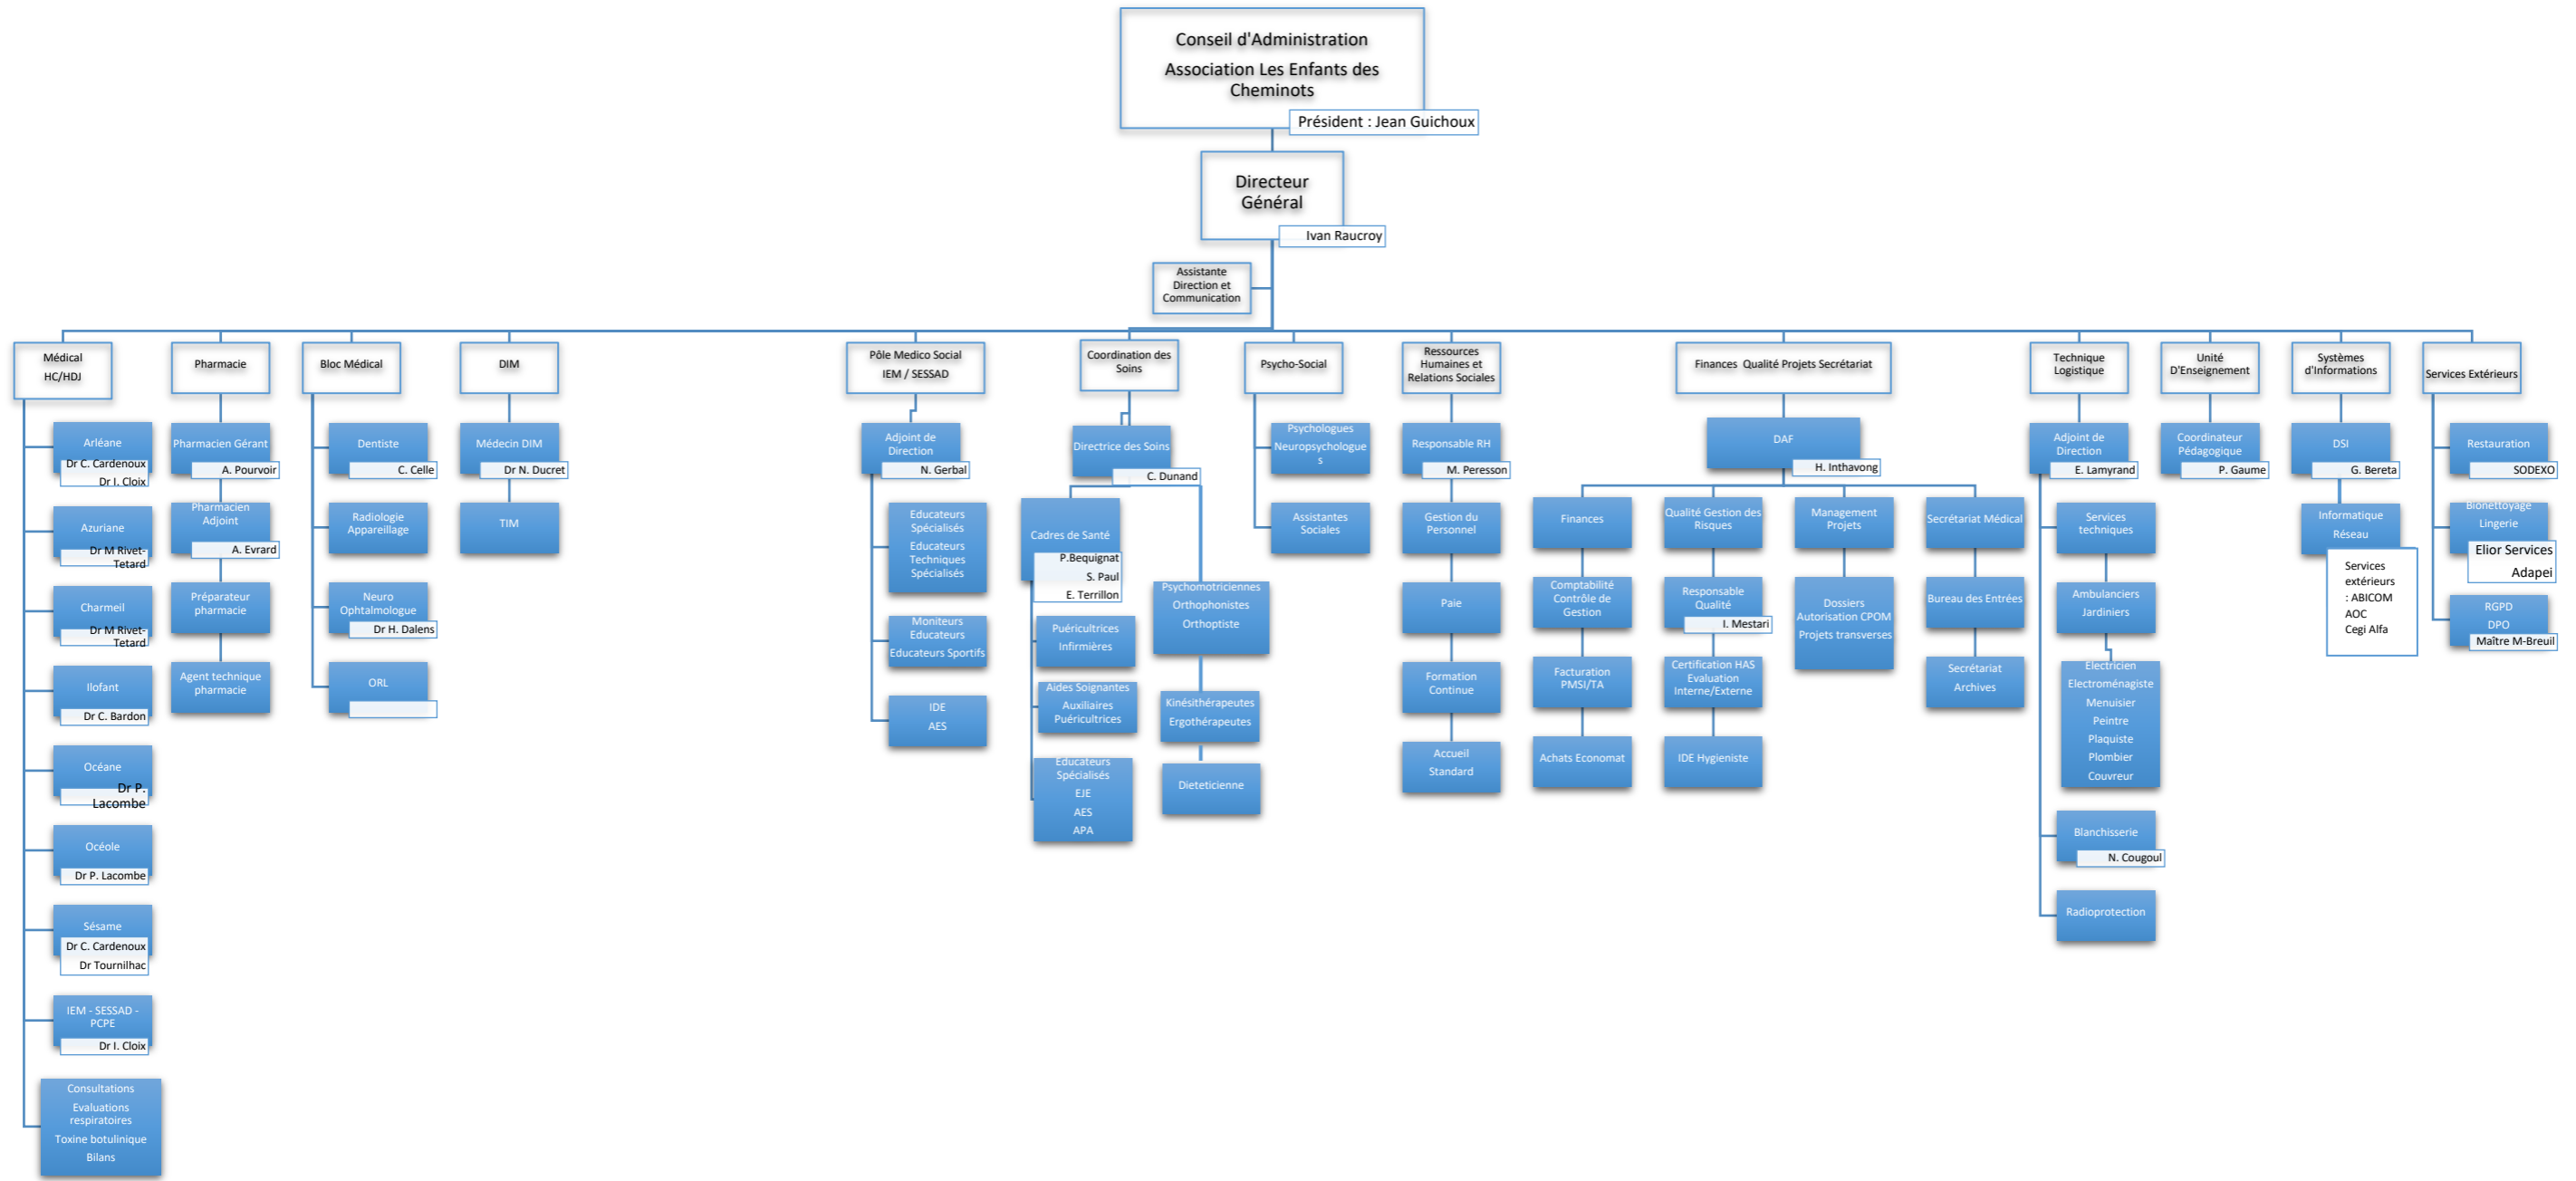 Conseil d'Administration
Association Les Enfants des
Cheminots
Président : Jean Guichoux
Directeur
Général
Ivan Raucroy
Assistante
Direction et
Communication
Médical
HC/HDJ
Arléane
Dr C. Cardenoux
Dr I. Cloix
Azuriane
Dr M Rivet-
Tetard
Charmeil
Dr M Rivet-
Tetard
Ilofant
Dr C. Bardon
Océane
Dr P.
Lacombe
Océole
Dr P. Lacombe
Sésame
Dr C. Cardenoux
Dr Tournilhac
IEM - SESSAD -
PCPE
Dr I. Cloix
Consultations
Evaluations
respiratoires
Toxine botulinique
Bilans
Pharmacie
Pharmacien Gérant
A. Pourvoir
Pharmacien
Adjoint
A. Evrard
Préparateur
pharmacie
Agent technique
pharmacie
Bloc Médical
Dentiste
C. Celle
Radiologie
Appareillage
Neuro
Ophtalmologue
Dr H. Dalens
ORL
DIM
Médecin DIM
Dr N. Ducret
TIM
Pôle Medico Social
IEM / SESSAD
Adjoint de
Direction
N. Gerbal
Educateurs
Spécialisés
Educateurs
Techniques
Spécialisés
Moniteurs
Educateurs
Educateurs Sportifs
IDE
AES
Coordination des
Soins
Directrice des Soins
C. Dunand
Cadres de Santé
P.Bequignat
S. Paul
E. Terrillon
Puéricultrices
Infirmières
Aides Soignantes
Auxiliaires
Puéricultrices
Educateurs
Spécialisés
EJE
AES
APA
Psychomotriciennes
Orthophonistes
Orthoptiste
Kinésithérapeutes
Ergothérapeutes
Dieteticienne
Psycho-Social
Psychologues
Neuropsychologue
s
Assistantes
Sociales
Ressources
Humaines et
Relations Sociales
Responsable RH
M. Peresson
Gestion du
Personnel
Paie
Formation
Continue
Accueil
Standard
Finances Qualité Projets Secrétariat
DAF
H. Inthavong
Finances
Comptabilité
Contrôle de
Gestion
Facturation
PMSI/TA
Achats Economat
Qualité Gestion des
Risques
Responsable
Qualité
I. Mestari
Certification HAS
Evaluation
Interne/Externe
IDE Hygieniste
Management
Projets
Dossiers
Autorisation CPOM
Projets transverses
Secrétariat Médical
Bureau des Entrées
Secrétariat
Archives
Technique
Logistique
Adjoint de
Direction
E. Lamyrand
Services
techniques
Ambulanciers
Jardiniers
Electricien
Electroménagiste
Menuisier
Peintre
Plaquiste
Plombier
Couvreur
Blanchisserie
N. Cougoul
Radioprotection
Unité
D'Enseignement
Coordinateur
Pédagogique
P. Gaume
Systèmes
d'Informations
DSI
G. Bereta
Informatique
Réseau
Services
extérieurs
: ABICOM
AOC
Cegi Alfa
Services Extérieurs
Restauration
SODEXO
Bionettoyage
Lingerie
Elior Services
Adapei
RGPD
DPO
Maître M-Breuil